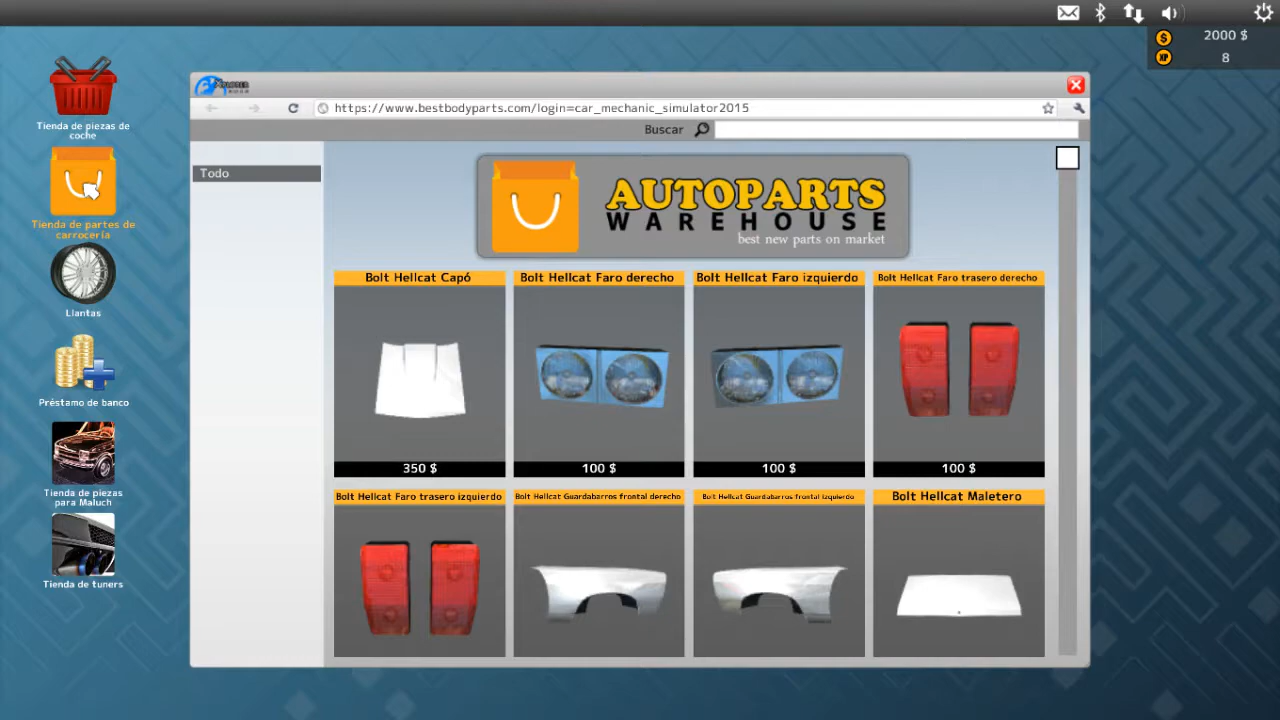 2000 $
8
Tienda de piezas de
coche
Tienda de partes de
carrocería
Llantas
Préstamo de banco
Tienda de piezas
para Maluch
Tienda de tuners
https://www.bestbodyparts.com/login=car_mechanic_simulator2015
Buscar
Todo
AUTOPARTS
WAREHOUSE
best new parts on market
Bolt Hellcat Capó
350 $
Bolt Hellcat Faro derecho
100 $
Bolt Hellcat Faro izquierdo
100 $
Bolt Hellcat Faro trasero derecho
100 $
Bolt Hellcat Faro trasero izquierdo
Bolt Hellcat Guardabarros frontal derecho
Bolt Hellcat Guardabarros frontal izquierdo
Bolt Hellcat Maletero